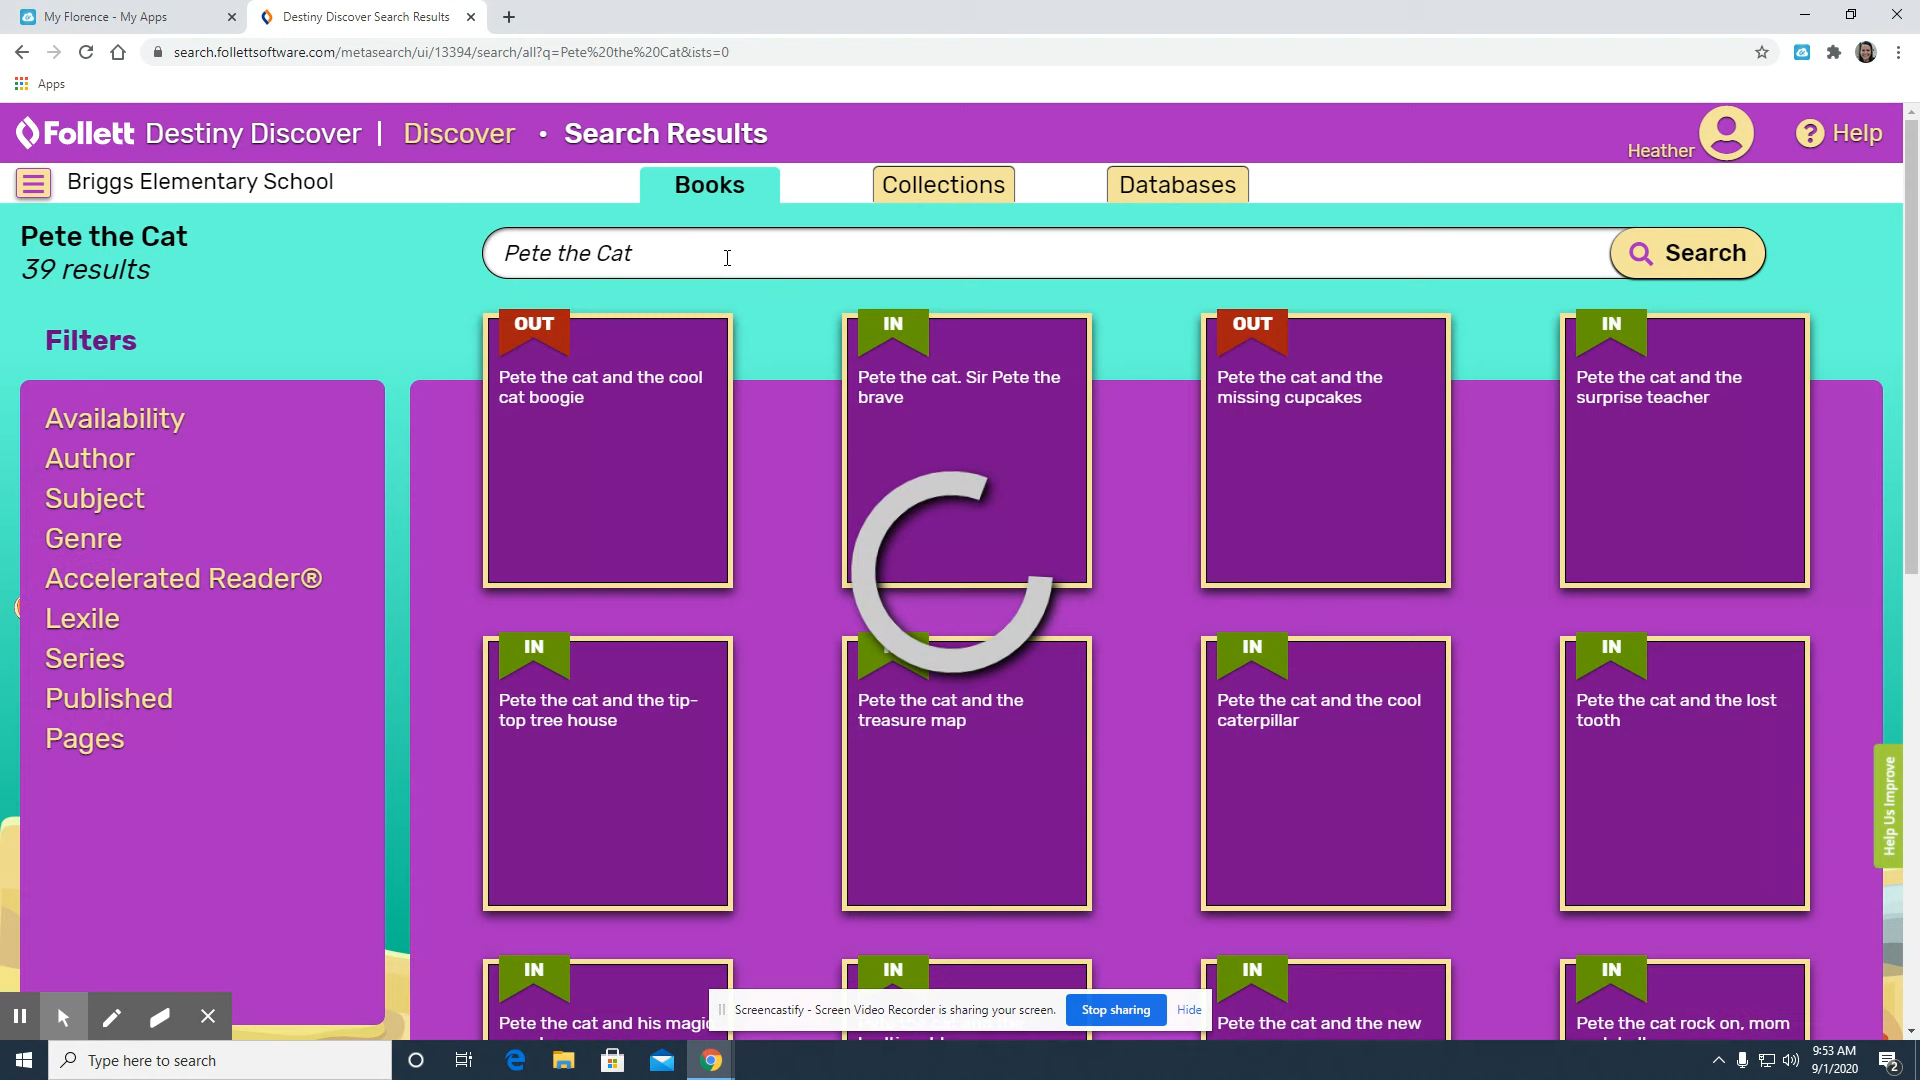 My Florence - My Apps
Destiny Discover Search Results
search.follettsoftware.com/metasearch/ui/13394/search/all?q=Pete%20the%20Cat&ists=0
Apps
Follett Destiny Discover | Discover • Search Results
Heather
? Help
Briggs Elementary School
Books
Collections
Databases
Pete the Cat
39 results
Pete the Cat
Search
Filters
Availability
Author
Subject
Genre
Accelerated Reader®
Lexile
Series
Published
Pages
OUT
Pete the cat and the cool
cat boogie
IN
Pete the cat. Sir Pete the
brave
OUT
Pete the cat and the
missing cupcakes
IN
Pete the cat and the
surprise teacher
IN
Pete the cat and the tip-
top tree house
Pete the cat and the
treasure map
IN
Pete the cat and the cool
caterpillar
IN
Pete the cat and the lost
tooth
IN
Pete the cat and his magic
IN
IN
Pete the cat and the new
IN
Pete the cat rock on, mom
Help Us Improve
Screencastify - Screen Video Recorder is sharing your screen.
Stop sharing
Hide
Type here to search
9:53 AM
9/1/2020
2